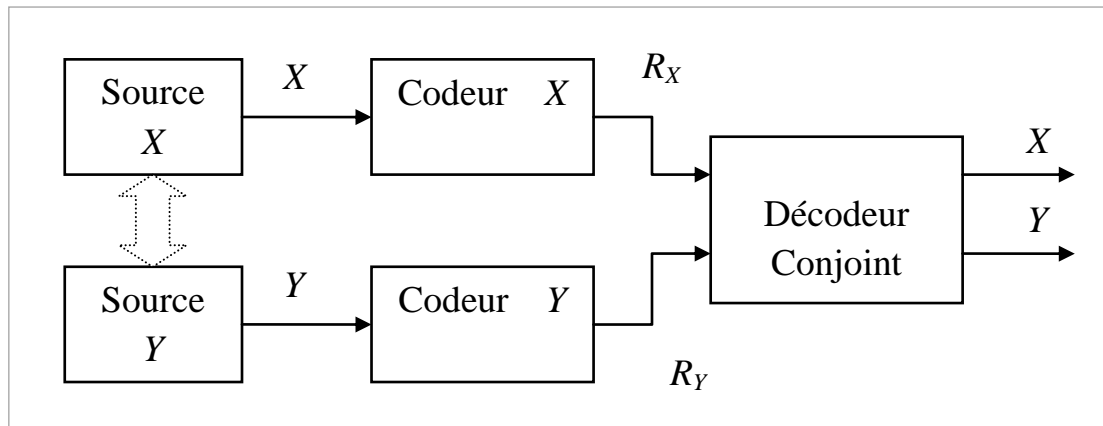 Source
X
X
Codeur X
R_X
Source
Y
Y
Codeur Y
R_Y
Décodeur
Conjoint
X
Y